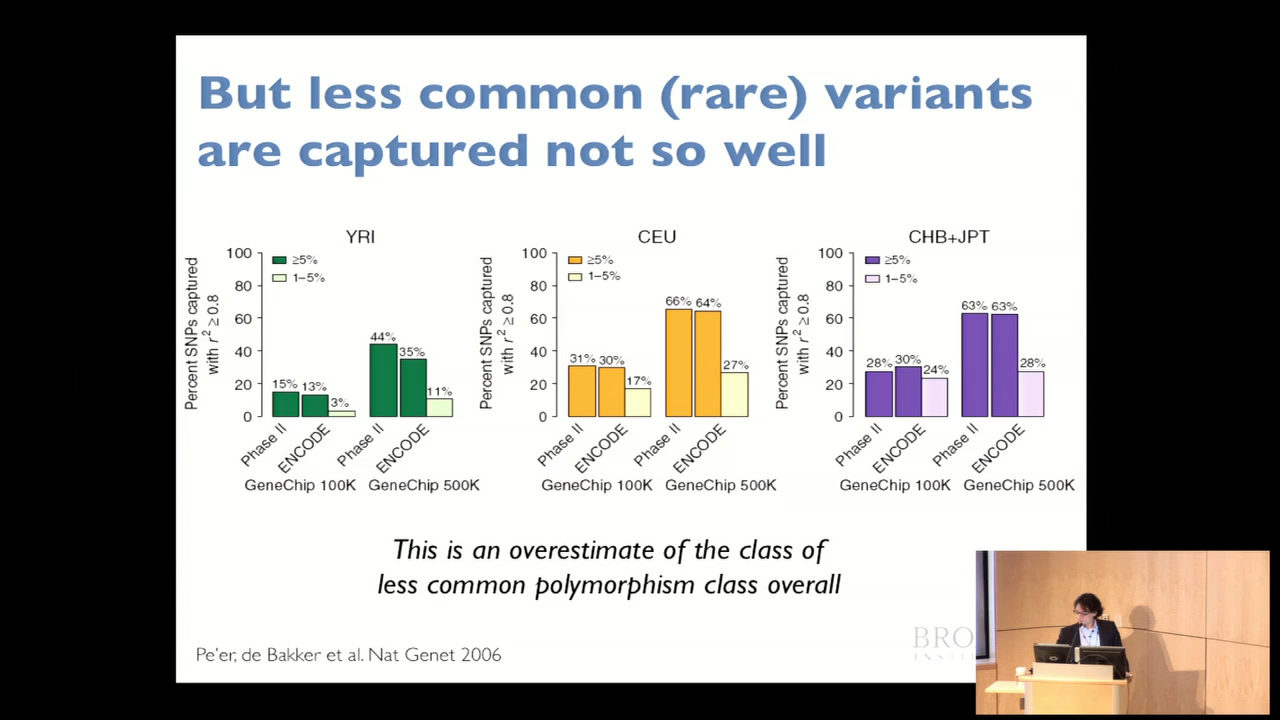 But less common (rare) variants
are captured not so well
YRI
Percent SNPs captured
with r² ≥ 0.8
100
80
60
40
20
0
≥5%
1–5%
15%
13%
3%
44%
35%
11%
Phase II
ENCODE
Phase II
ENCODE
GeneChip 100K
GeneChip 500K
CEU
Percent SNPs captured
with r² ≥ 0.8
100
80
60
40
20
0
≥5%
1–5%
31%
30%
17%
66%
64%
27%
Phase II
ENCODE
Phase II
ENCODE
GeneChip 100K
GeneChip 500K
CHB+JPT
Percent SNPs captured
with r² ≥ 0.8
100
80
60
40
20
0
≥5%
1–5%
28%
30%
24%
63%
63%
28%
Phase II
ENCODE
Phase II
ENCODE
GeneChip 100K
GeneChip 500K
This is an overestimate of the class of
less common polymorphism class overall
Pe'er, de Bakker et al. Nat Genet 2006
BRO